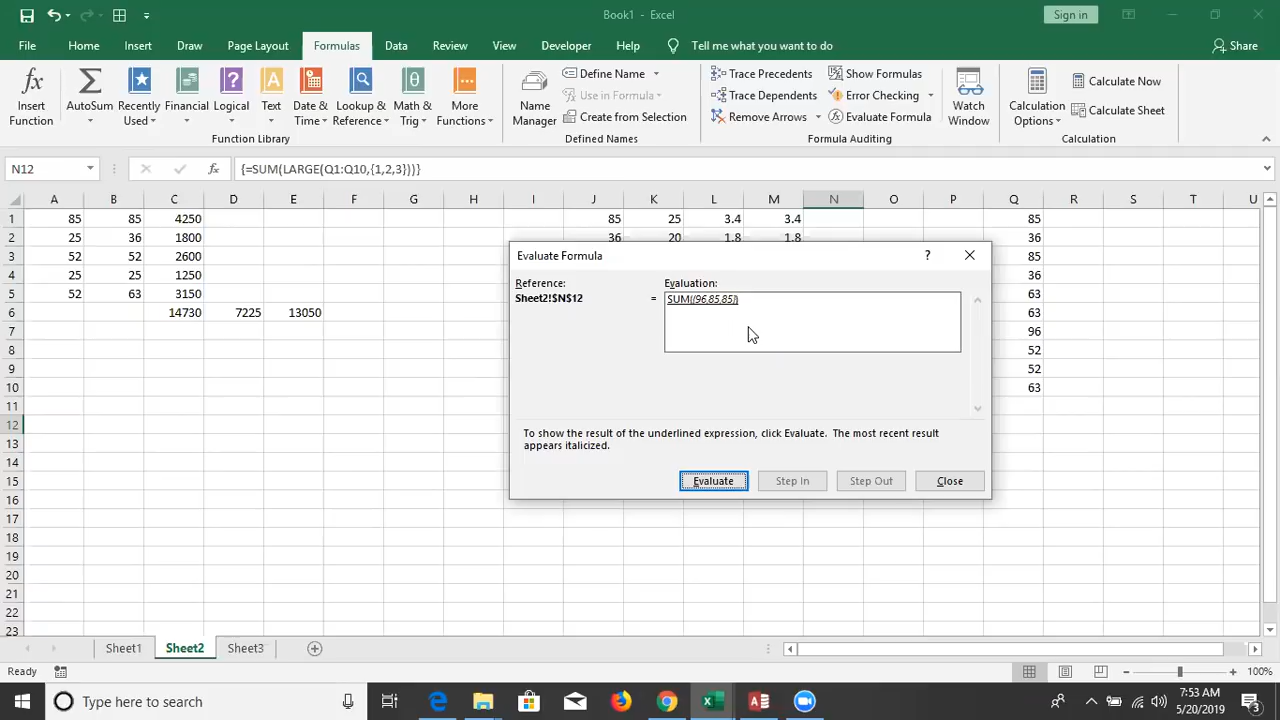 Book1 - Excel
Sign in
File Home Insert Draw Page Layout Formulas Data Review View Developer Help Tell me what you want to do Share
Insert Function
AutoSum
Recently Used
Financial
Logical
Text
Date & Time
Lookup & Reference
Math & Trig
More Functions
Function Library
Name Manager
Define Name
Use in Formula
Create from Selection
Defined Names
Trace Precedents
Trace Dependents
Remove Arrows
Show Formulas
Error Checking
Evaluate Formula
Watch Window
Formula Auditing
Calculation Options
Calculate Now
Calculate Sheet
Calculation
N12 fx {=SUM(LARGE(Q1:Q10,{1,2,3}))}
A B C D E F G H I J K L M N O P Q R S T U
1 85 85 4250 85 25 3.4 3.4 85
2 25 36 1800 36 20 1.8 1.8 36
3 52 52 2600 85
4 25 25 1250 36
5 52 63 3150 63
6 14730 7225 13050 63
7 96
8 52
9 52
10 63
11
12
13
14
15
16
17
18
19
20
21
22
23
Evaluate Formula ?
Reference: Evaluation:
Sheet2!$N$12 = SUM({96,85,85})
To show the result of the underlined expression, click Evaluate. The most recent result
appears italicized.
Evaluate Step In Step Out Close
Sheet1 Sheet2 Sheet3
Ready 100%
Type here to search
7:53 AM
5/20/2019
3